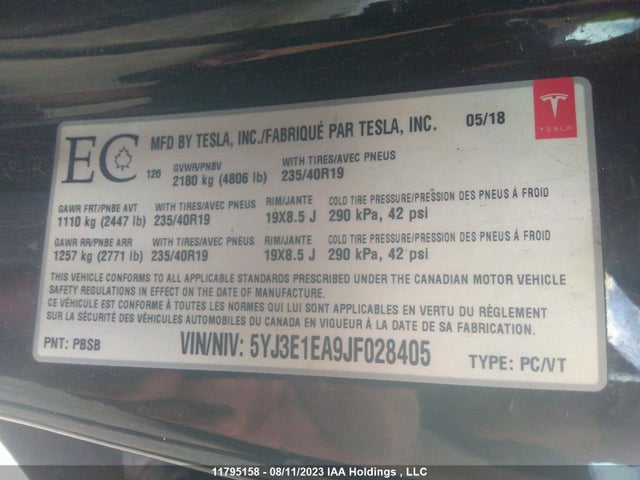 EC
126
MFD BY TESLA, INC./FABRIQUÉ PAR TESLA, INC. 05/18
TESLA
GVWR/PNBV WITH TIRES/AVEC PNEUS
2180 kg (4806 lb) 235/40R19
GAWR FRT/PNBE AVT WITH TIRES/AVEC PNEUS RIM/JANTE COLD TIRE PRESSURE/PRESSION DES PNEUS À FROID
1110 kg (2447 lb) 235/40R19 19X8.5 J 290 kPa, 42 psi
GAWR RR/PNBE ARR WITH TIRES/AVEC PNEUS RIM/JANTE COLD TIRE PRESSURE/PRESSION DES PNEUS À FROID
1257 kg (2771 lb) 235/40R19 19X8.5 J 290 kPa, 42 psi
THIS VEHICLE CONFORMS TO ALL APPLICABLE STANDARDS PRESCRIBED UNDER THE CANADIAN MOTOR VEHICLE
SAFETY REGULATIONS IN EFFECT ON THE DATE OF MANUFACTURE.
CE VÉHICULE EST CONFORME À TOUTES LES NORMES QUI LUI SONT APPLICABLES EN VERTU DU RÈGLEMENT
SUR LA SÉCURITÉ DES VÉHICULES AUTOMOBILES DU CANADA EN VIGUEUR À LA DATE DE SA FABRICATION.
PNT: PBSB VIN/NIV: 5YJ3E1EA9JF028405 TYPE: PC/VT
11795158 - 08/11/2023 IAA Holdings , LLC